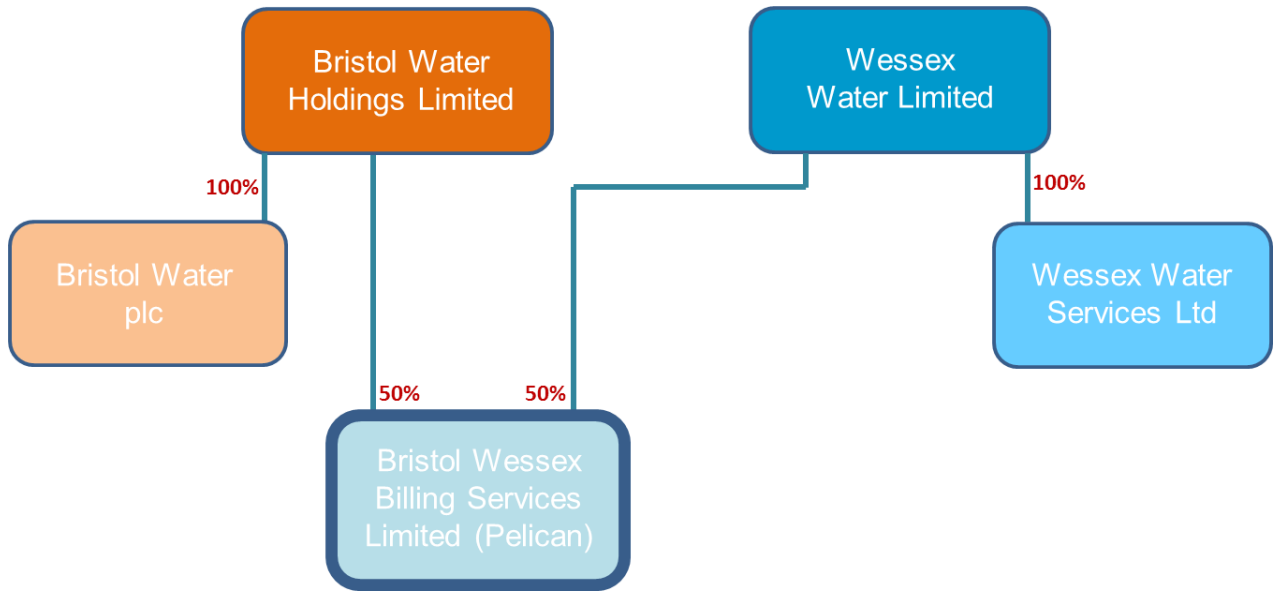 Bristol Water
Holdings Limited
Wessex
Water Limited
100%
100%
Bristol Water
plc
Wessex Water
Services Ltd
50%
50%
Bristol Wessex
Billing Services
Limited (Pelican)